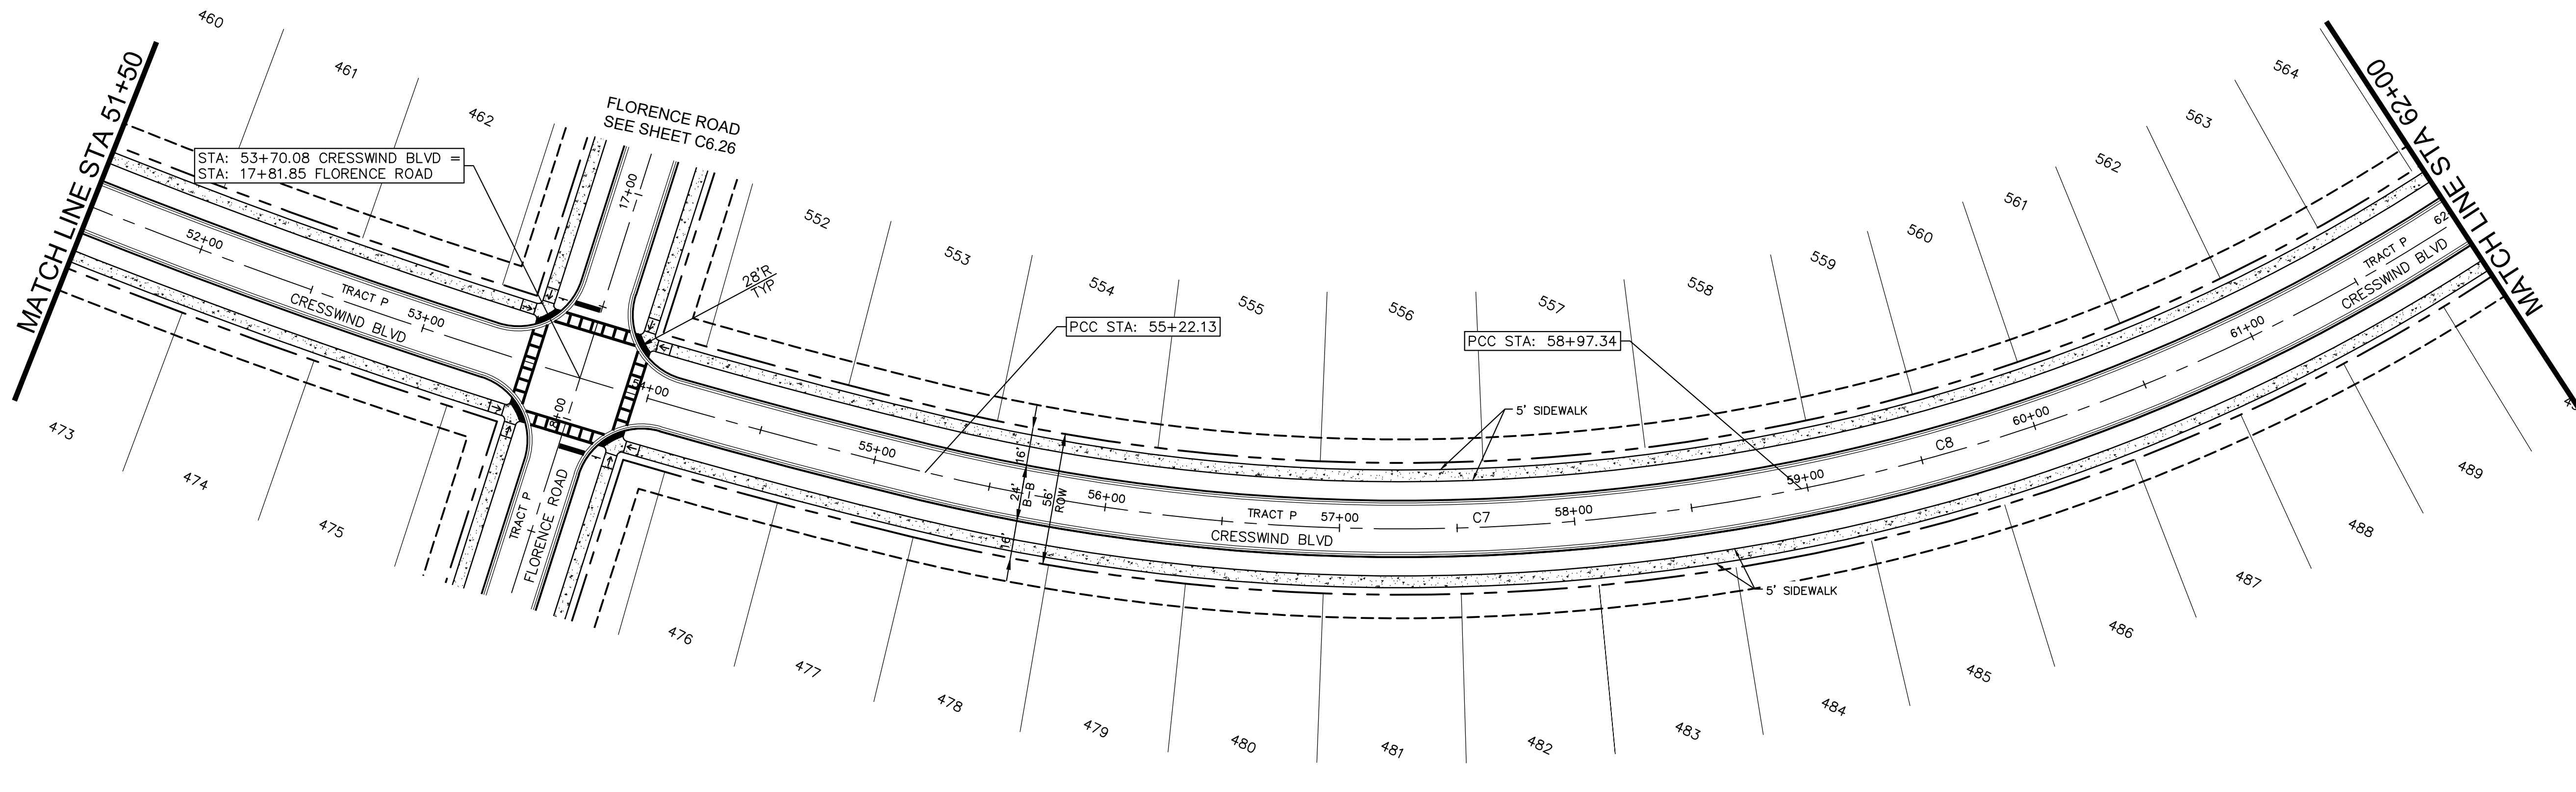 460
461
462
MATCH LINE STA 51+50
FLORENCE ROAD
SEE SHEET C6.26
STA: 53+70.08 CRESSWIND BLVD =
STA: 17+81.85 FLORENCE ROAD
17+00
28'R
TYP
52+00
TRACT P
53+00
CRESSWIND BLVD
54+00
55+00
473
474
475
TRACT P
FLORENCE ROAD
552
553
554
555
556
557
558
559
560
561
562
563
564
MATCH LINE STA 62+00
PCC STA: 55+22.13
PCC STA: 58+97.34
5' SIDEWALK
16'
24'
B-B
56'
ROW
16'
56+00
TRACT P
57+00
C7
58+00
CRESSWIND BLVD
59+00
C8
60+00
61+00
TRACT P
CRESSWIND BLVD
62
5' SIDEWALK
476
477
478
479
480
481
482
483
484
485
486
487
488
489